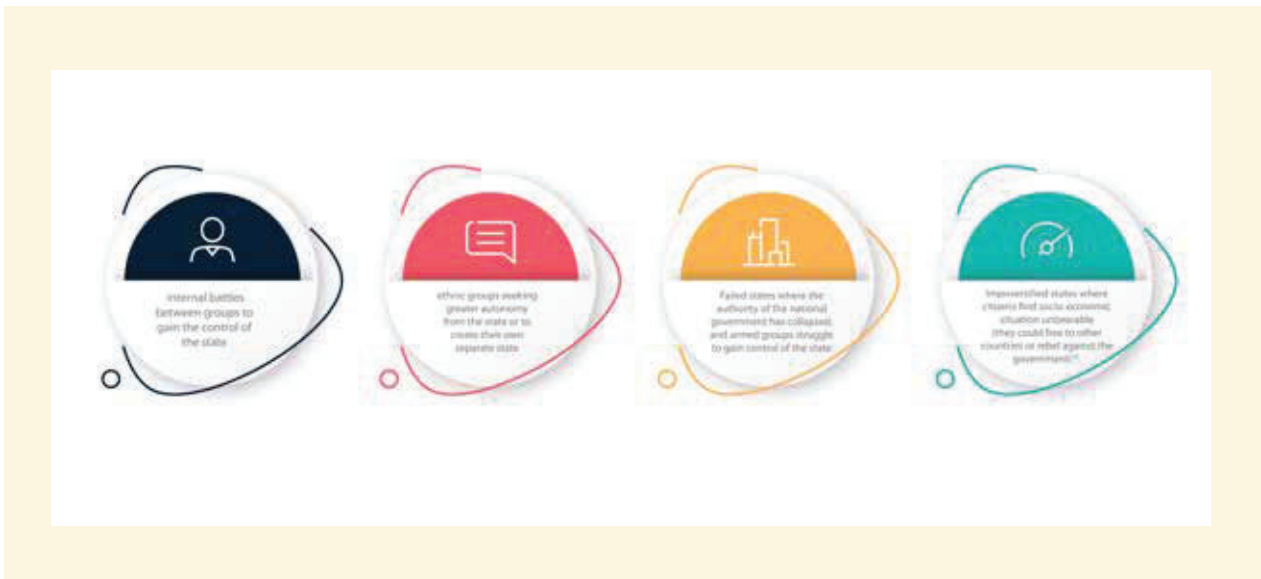 internal battles
between groups to
gain the control of
the state
ethnic groups seeking
greater autonomy
from the state or to
create their own
separate state
Failed states where the
authority of the national
government has collapsed,
and armed groups struggle
to gain control of the state
Impoverished states where
citizens find socio-economic
situation unbearable
(they could flee to other
countries or rebel against the
government)